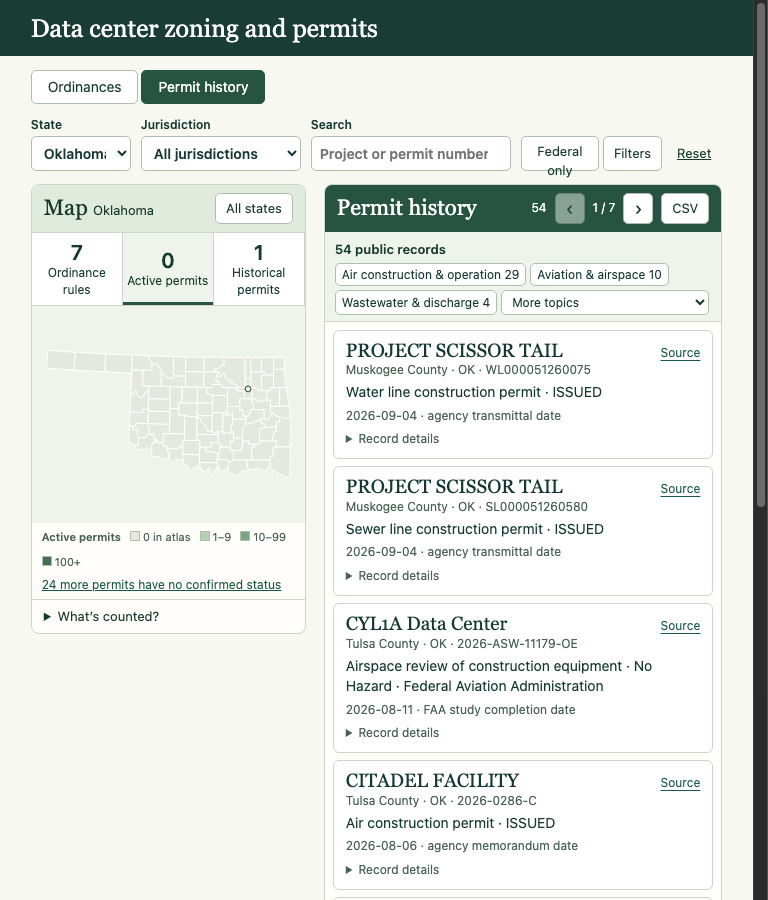 Data center zoning and permits
Ordinances
Permit history
State
Jurisdiction
Search
All jurisdictions
Project or permit number
Federal only
Filters
Reset
Map Oklahoma
All states
7
Ordinance rules
0
Active permits
1
Historical permits
Active permits
0 in atlas
1–9
10–99
100+
24 more permits have no confirmed status
What's counted?
Permit history
54
‹
1 / 7
›
CSV
54 public records
Air construction & operation 29
Aviation & airspace 10
Wastewater & discharge 4
More topics
PROJECT SCISSOR TAIL
Source
Muskogee County · OK · WL000051260075
Water line construction permit · ISSUED
2026-09-04 · agency transmittal date
Record details
PROJECT SCISSOR TAIL
Source
Muskogee County · OK · SL000051260580
Sewer line construction permit · ISSUED
2026-09-04 · agency transmittal date
Record details
CYL1A Data Center
Source
Tulsa County · OK · 2026-ASW-11179-OE
Airspace review of construction equipment · No
Hazard · Federal Aviation Administration
2026-08-11 · FAA study completion date
Record details
CITADEL FACILITY
Source
Tulsa County · OK · 2026-0286-C
Air construction permit · ISSUED
2026-08-06 · agency memorandum date
Record details